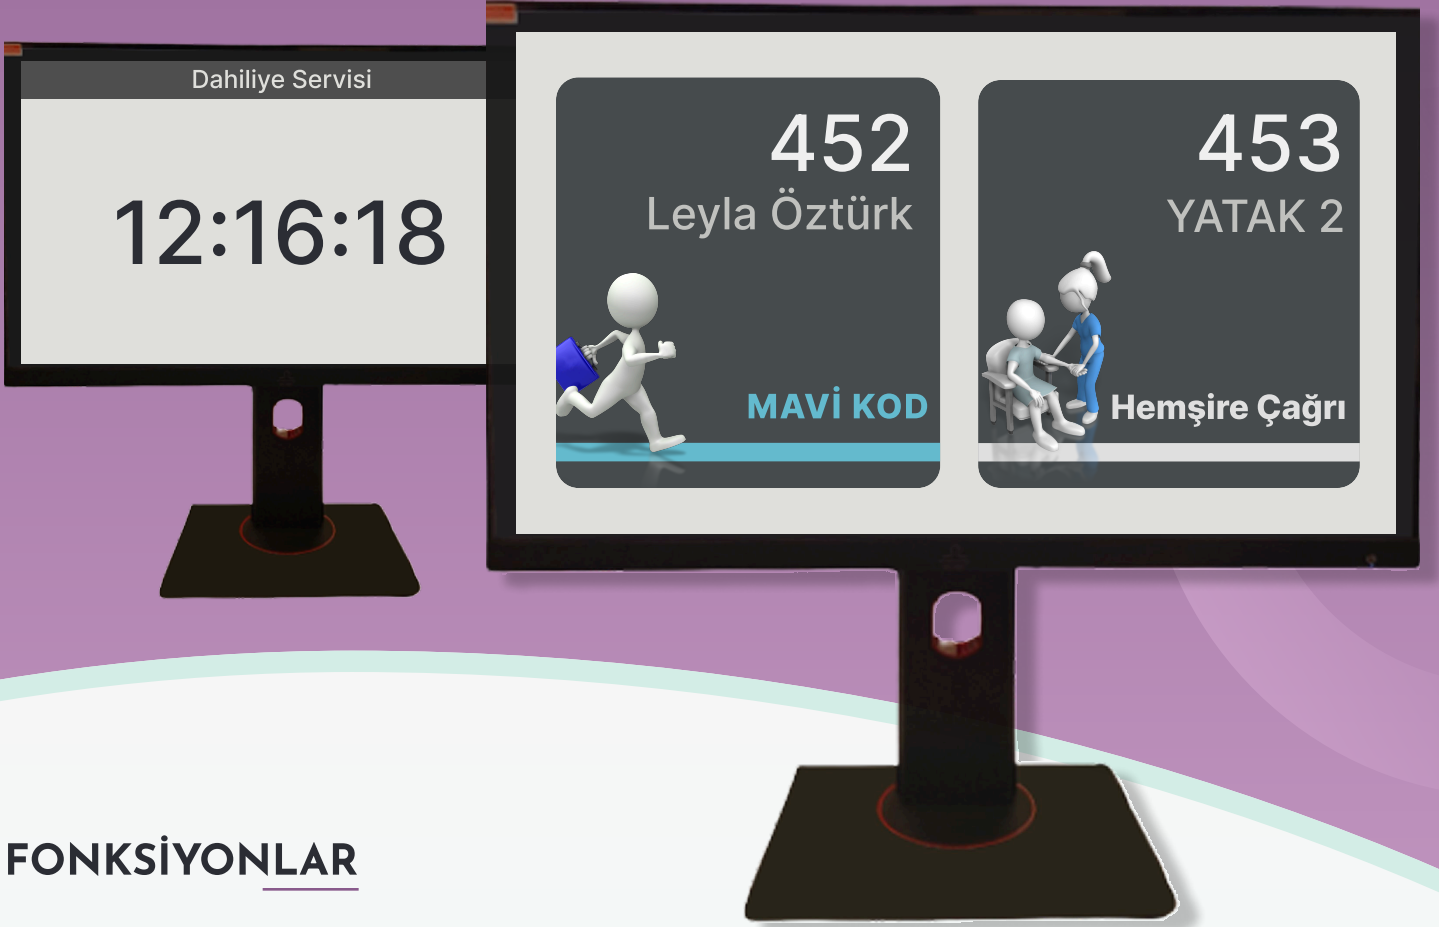 Dahiliye Servisi
12:16:18
452
Leyla Öztürk
MAVİ KOD
453
YATAK 2
Hemşire Çağrı
FONKSİYONLAR